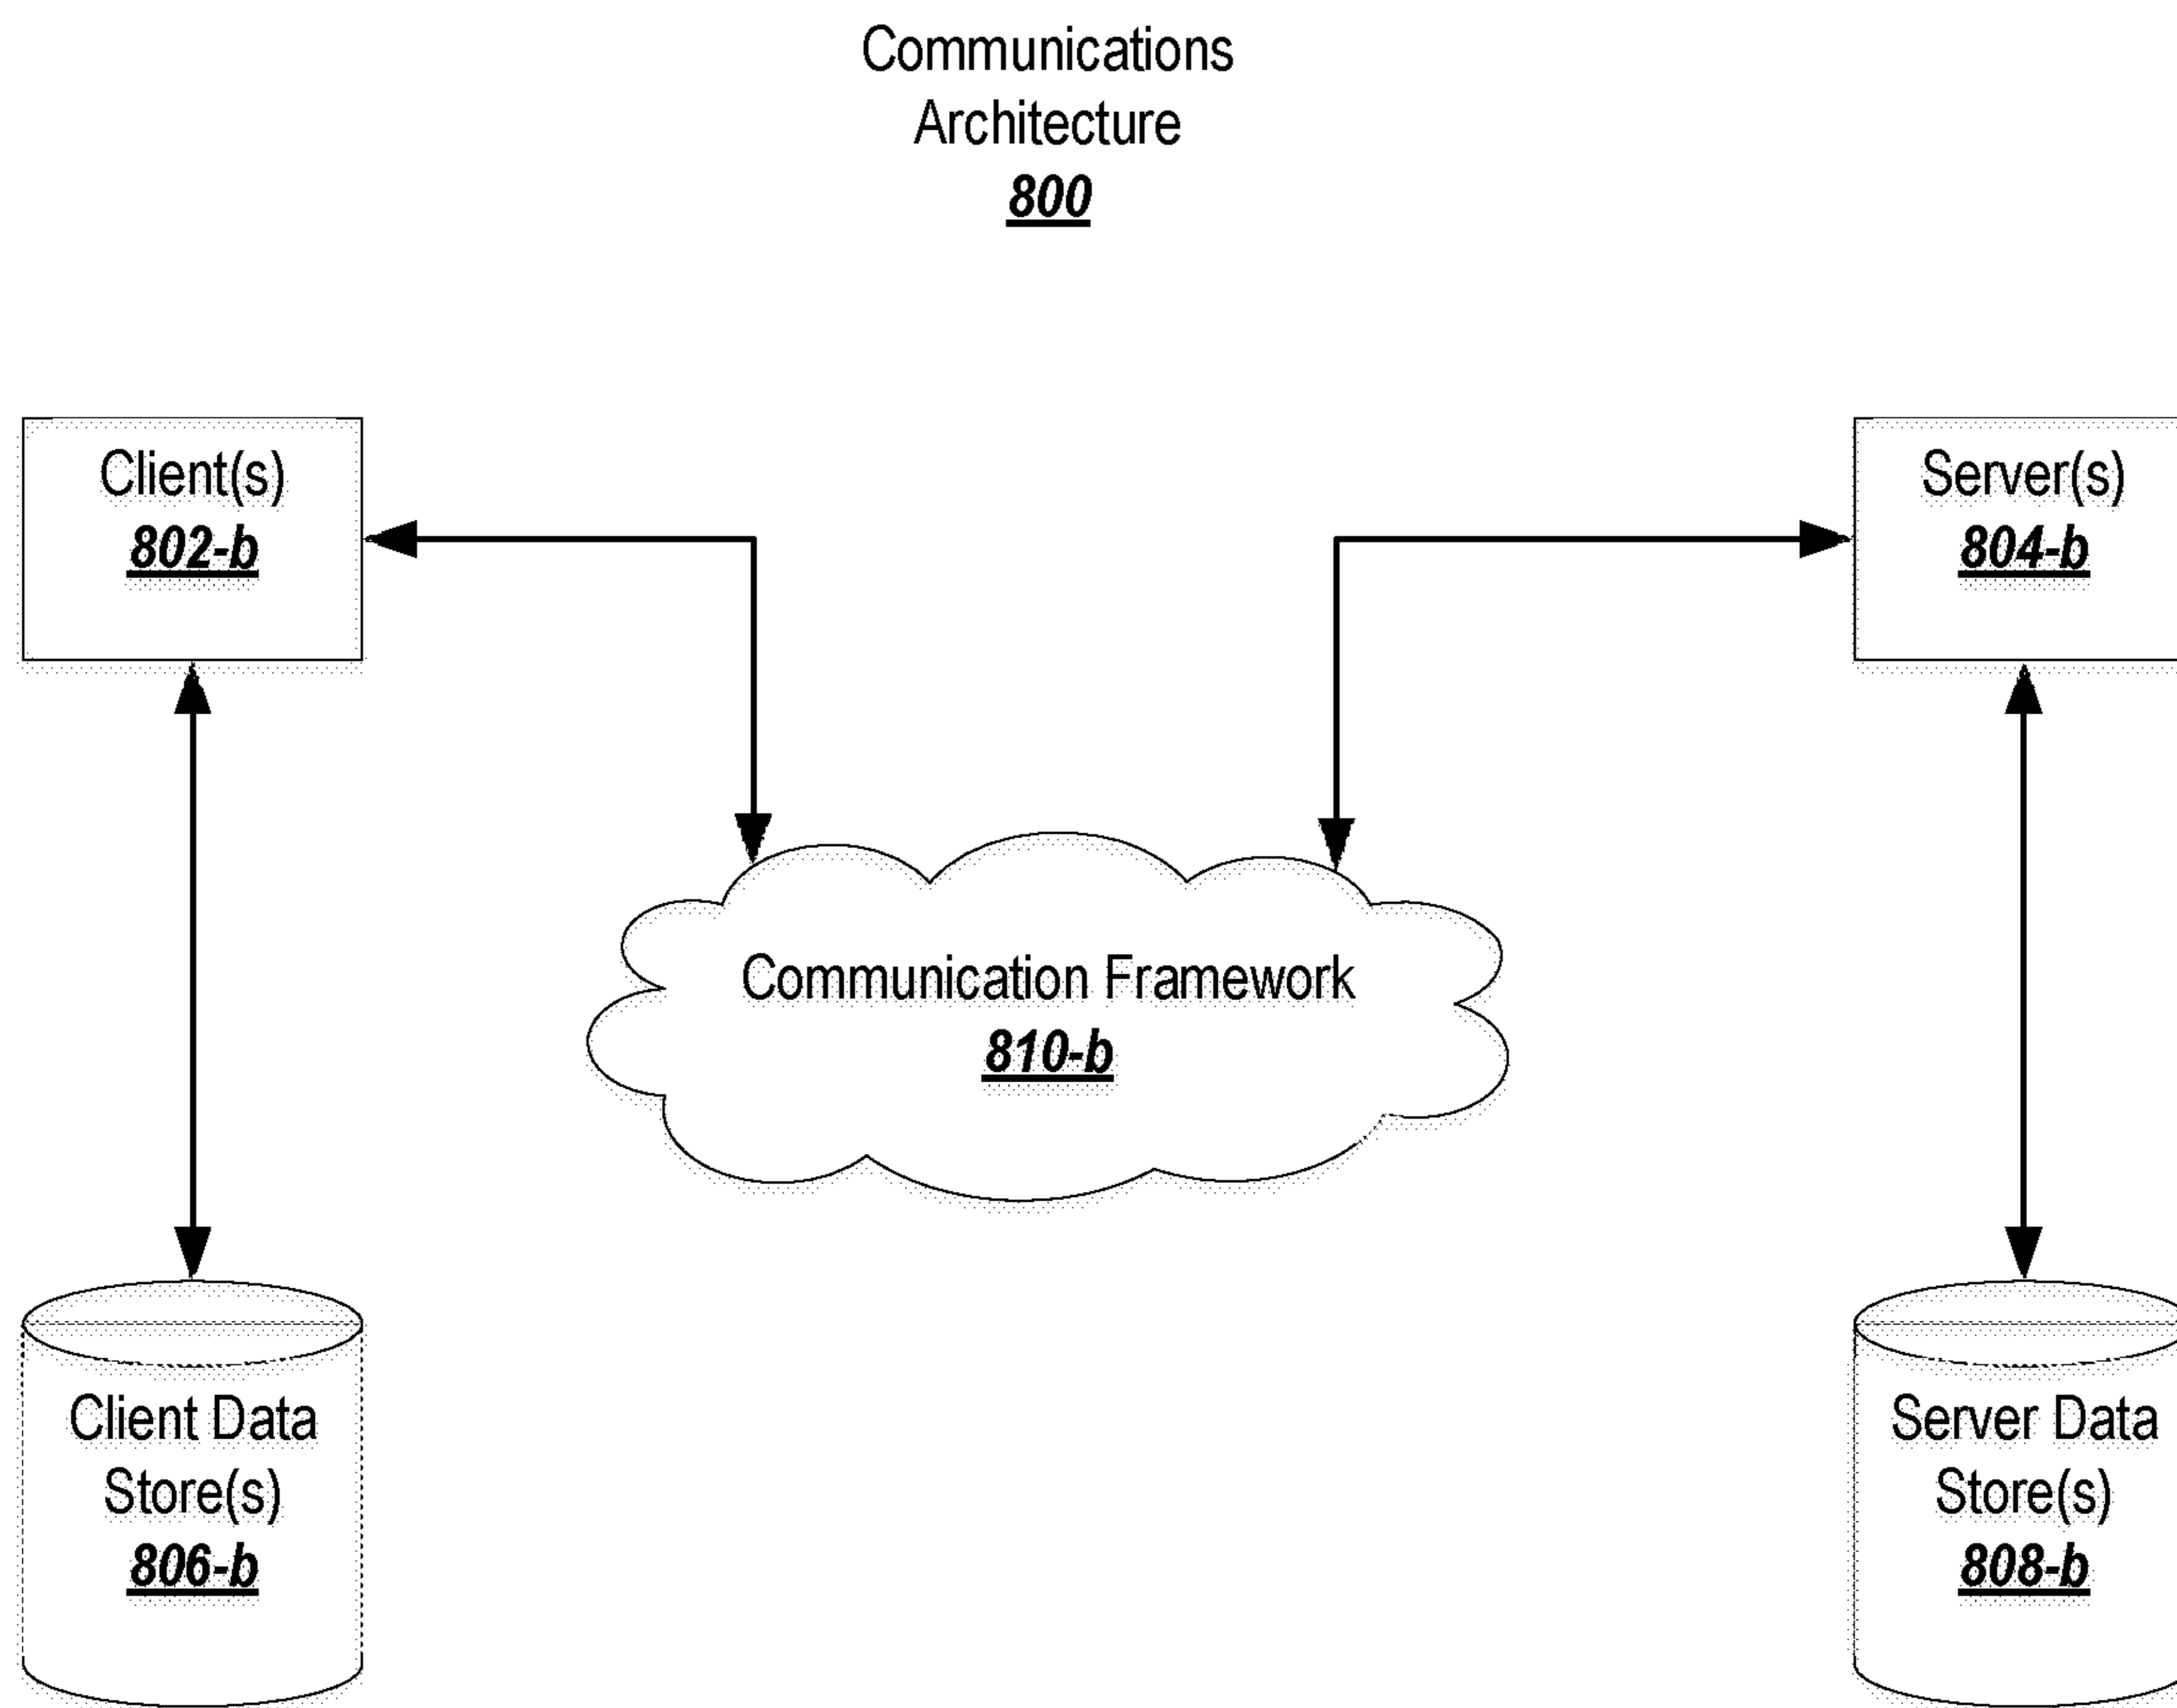 Communications
Architecture
800
Client(s)
802-b
Server(s)
804-b
Communication Framework
810-b
Client Data
Store(s)
806-b
Server Data
Store(s)
808-b